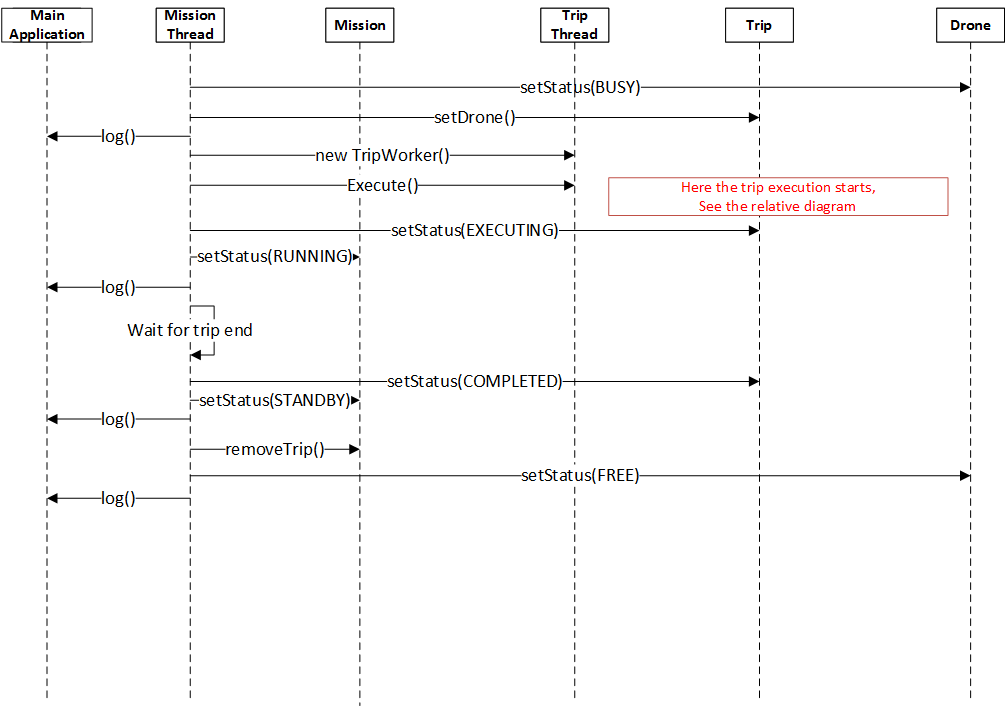 Main
Application
Mission
Thread
Mission
Trip
Thread
Trip
Drone
setStatus(BUSY)
setDrone()
log()
new TripWorker()
Execute()
Here the trip execution starts,
See the relative diagram
setStatus(EXECUTING)
setStatus(RUNNING)
log()
Wait for trip end
setStatus(COMPLETED)
setStatus(STANDBY)
log()
removeTrip()
setStatus(FREE)
log()